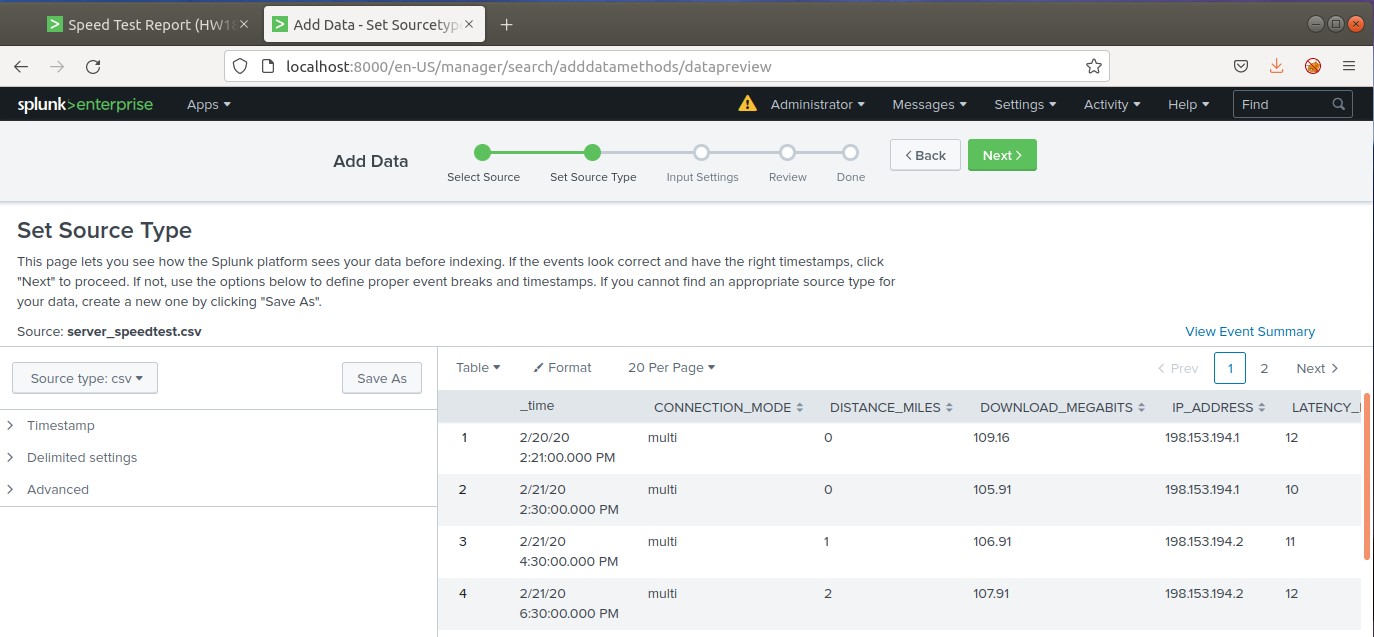 Speed Test Report (HW18
Add Data - Set Sourcetype
localhost:8000/en-US/manager/search/adddatamethods/datapreview
splunk>enterprise Apps Administrator Messages Settings Activity Help Find
Add Data Select Source Set Source Type Input Settings Review Done < Back Next >
Set Source Type
This page lets you see how the Splunk platform sees your data before indexing. If the events look correct and have the right timestamps, click
"Next" to proceed. If not, use the options below to define proper event breaks and timestamps. If you cannot find an appropriate source type for
your data, create a new one by clicking "Save As".
Source: server_speedtest.csv
View Event Summary
Source type: csv Save As
Timestamp
Delimited settings
Advanced
Table Format 20 Per Page < Prev 1 2 Next >
_time CONNECTION_MODE DISTANCE_MILES DOWNLOAD_MEGABITS IP_ADDRESS LATENCY_
1 2/20/20 multi 0 109.16 198.153.194.1 12
2:21:00.000 PM
2 2/21/20 multi 0 105.91 198.153.194.1 10
2:30:00.000 PM
3 2/21/20 multi 1 106.91 198.153.194.2 11
4:30:00.000 PM
4 2/21/20 multi 2 107.91 198.153.194.2 12
6:30:00.000 PM